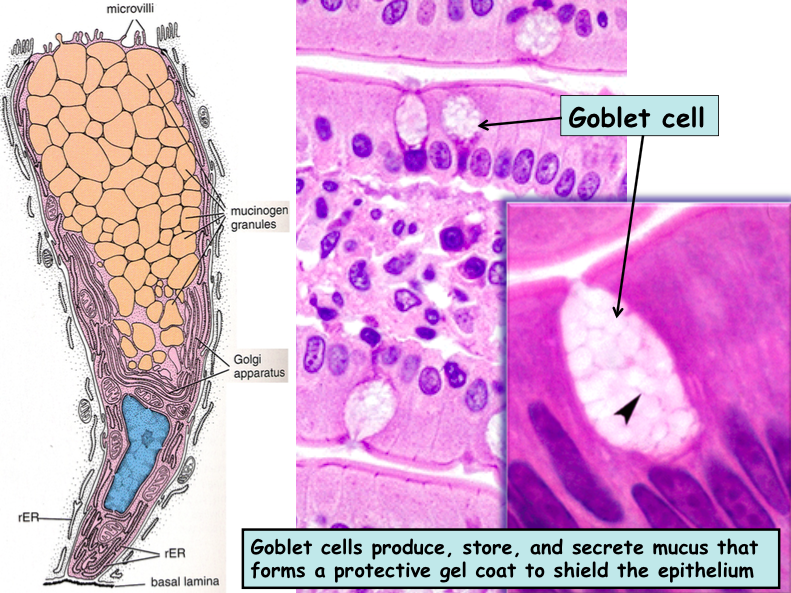 microvilli
Goblet cell
mucinogen
granules
Golgi
apparatus
rER
rER
basal lamina
Goblet cells produce, store, and secrete mucus that
forms a protective gel coat to shield the epithelium